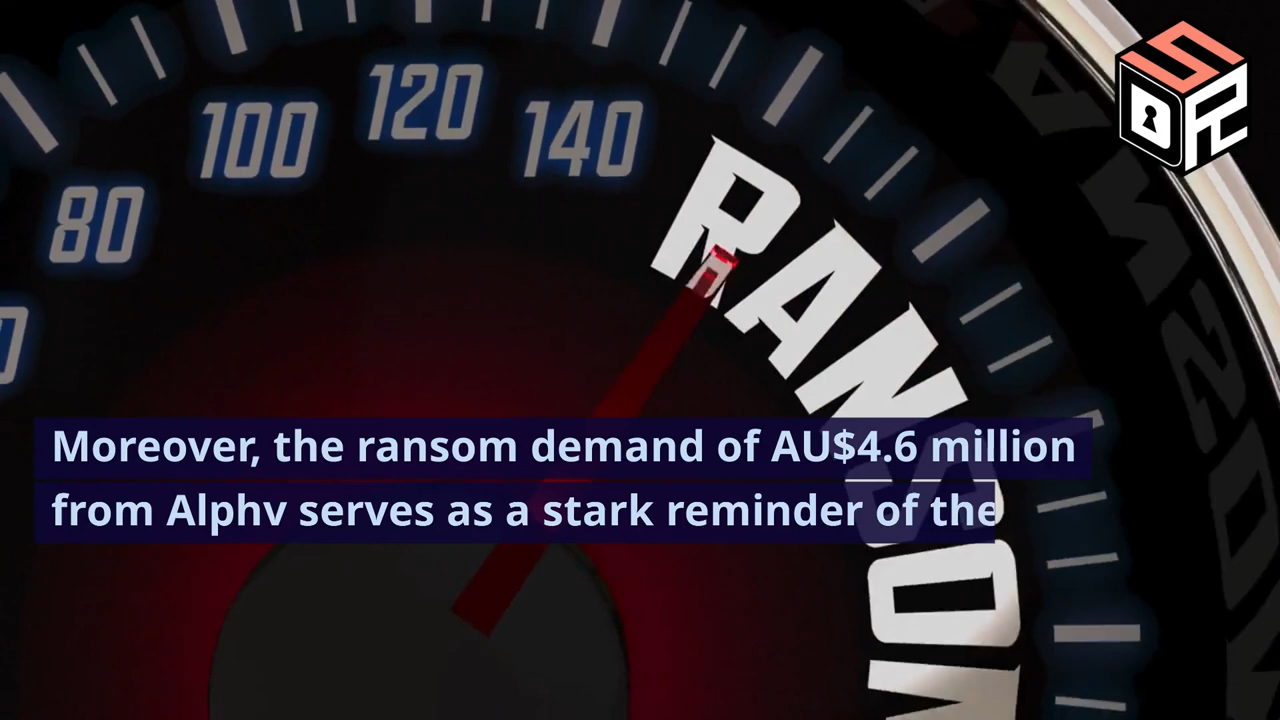 100
120
140
80
RANSOM
Moreover, the ransom demand of AU$4.6 million
from Alphv serves as a stark reminder of the